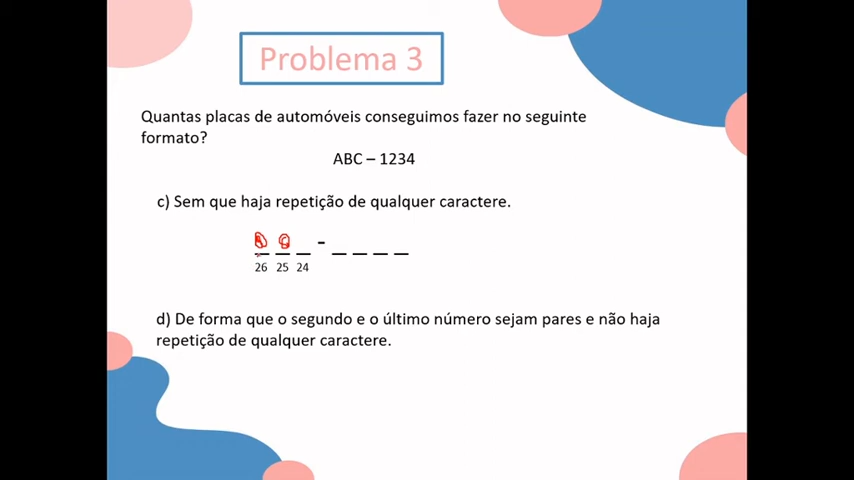 Problema 3
Quantas placas de automóveis conseguimos fazer no seguinte
formato?
ABC – 1234
c) Sem que haja repetição de qualquer caractere.
_ _ _ - _ _ _ _
26 25 24
d) De forma que o segundo e o último número sejam pares e não haja
repetição de qualquer caractere.